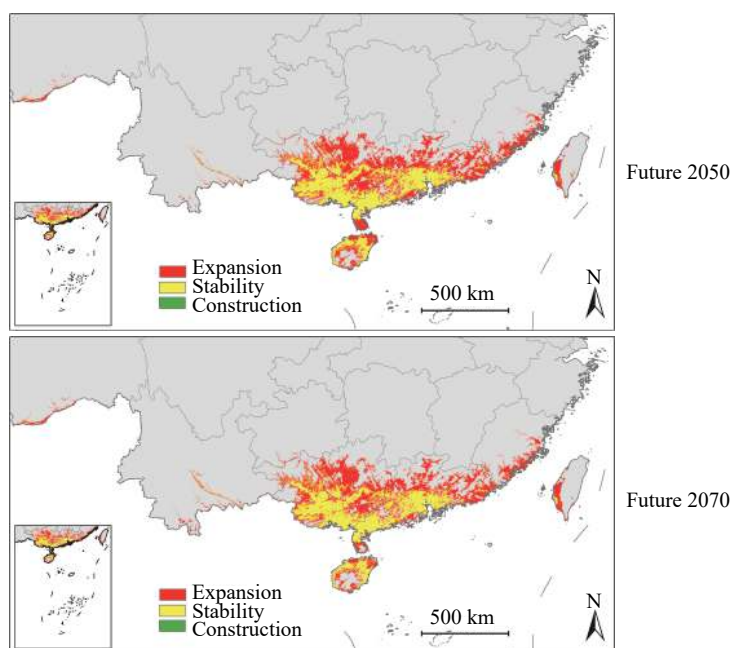 Future 2050
Expansion
Stability
Construction
500 km
N
Future 2070
Expansion
Stability
Construction
500 km
N